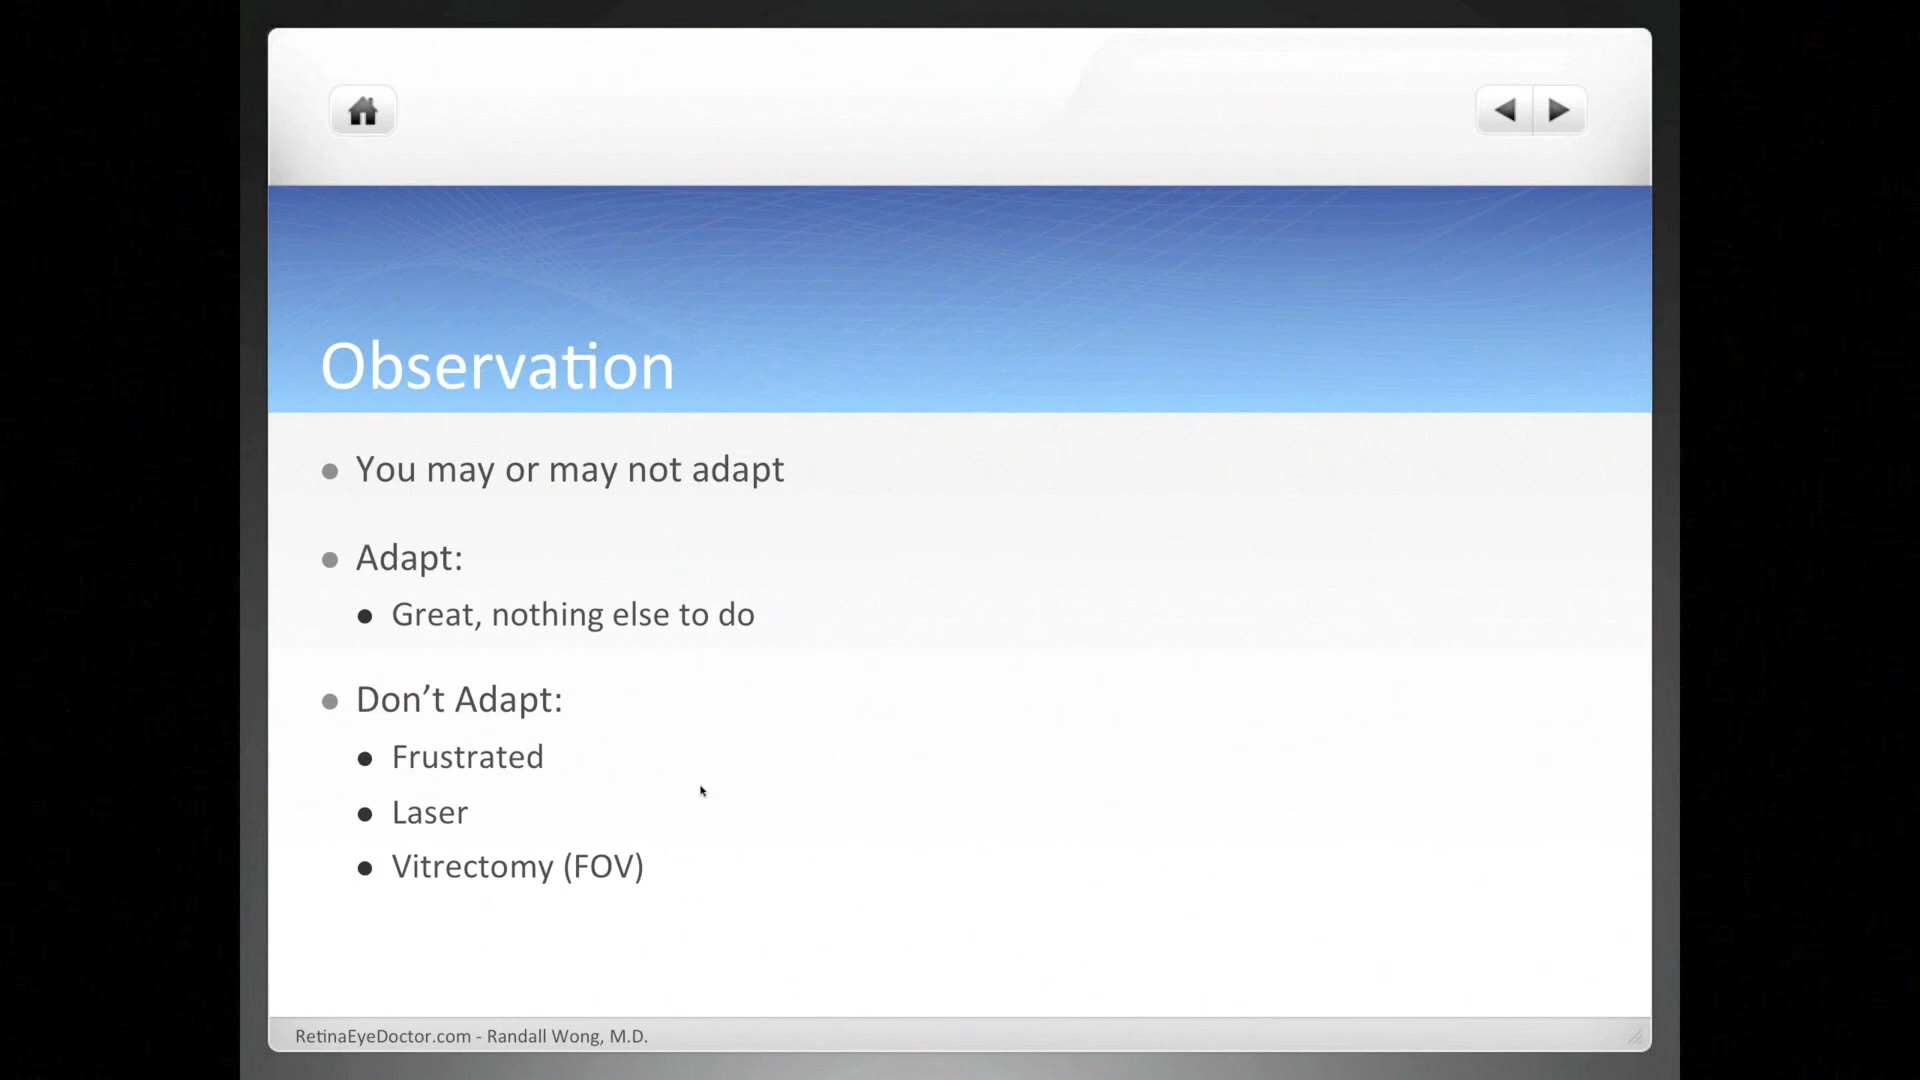 Observation
You may or may not adapt
Adapt:
Great, nothing else to do
Don’t Adapt:
Frustrated
Laser
Vitrectomy (FOV)
RetinaEyeDoctor.com - Randall Wong, M.D.